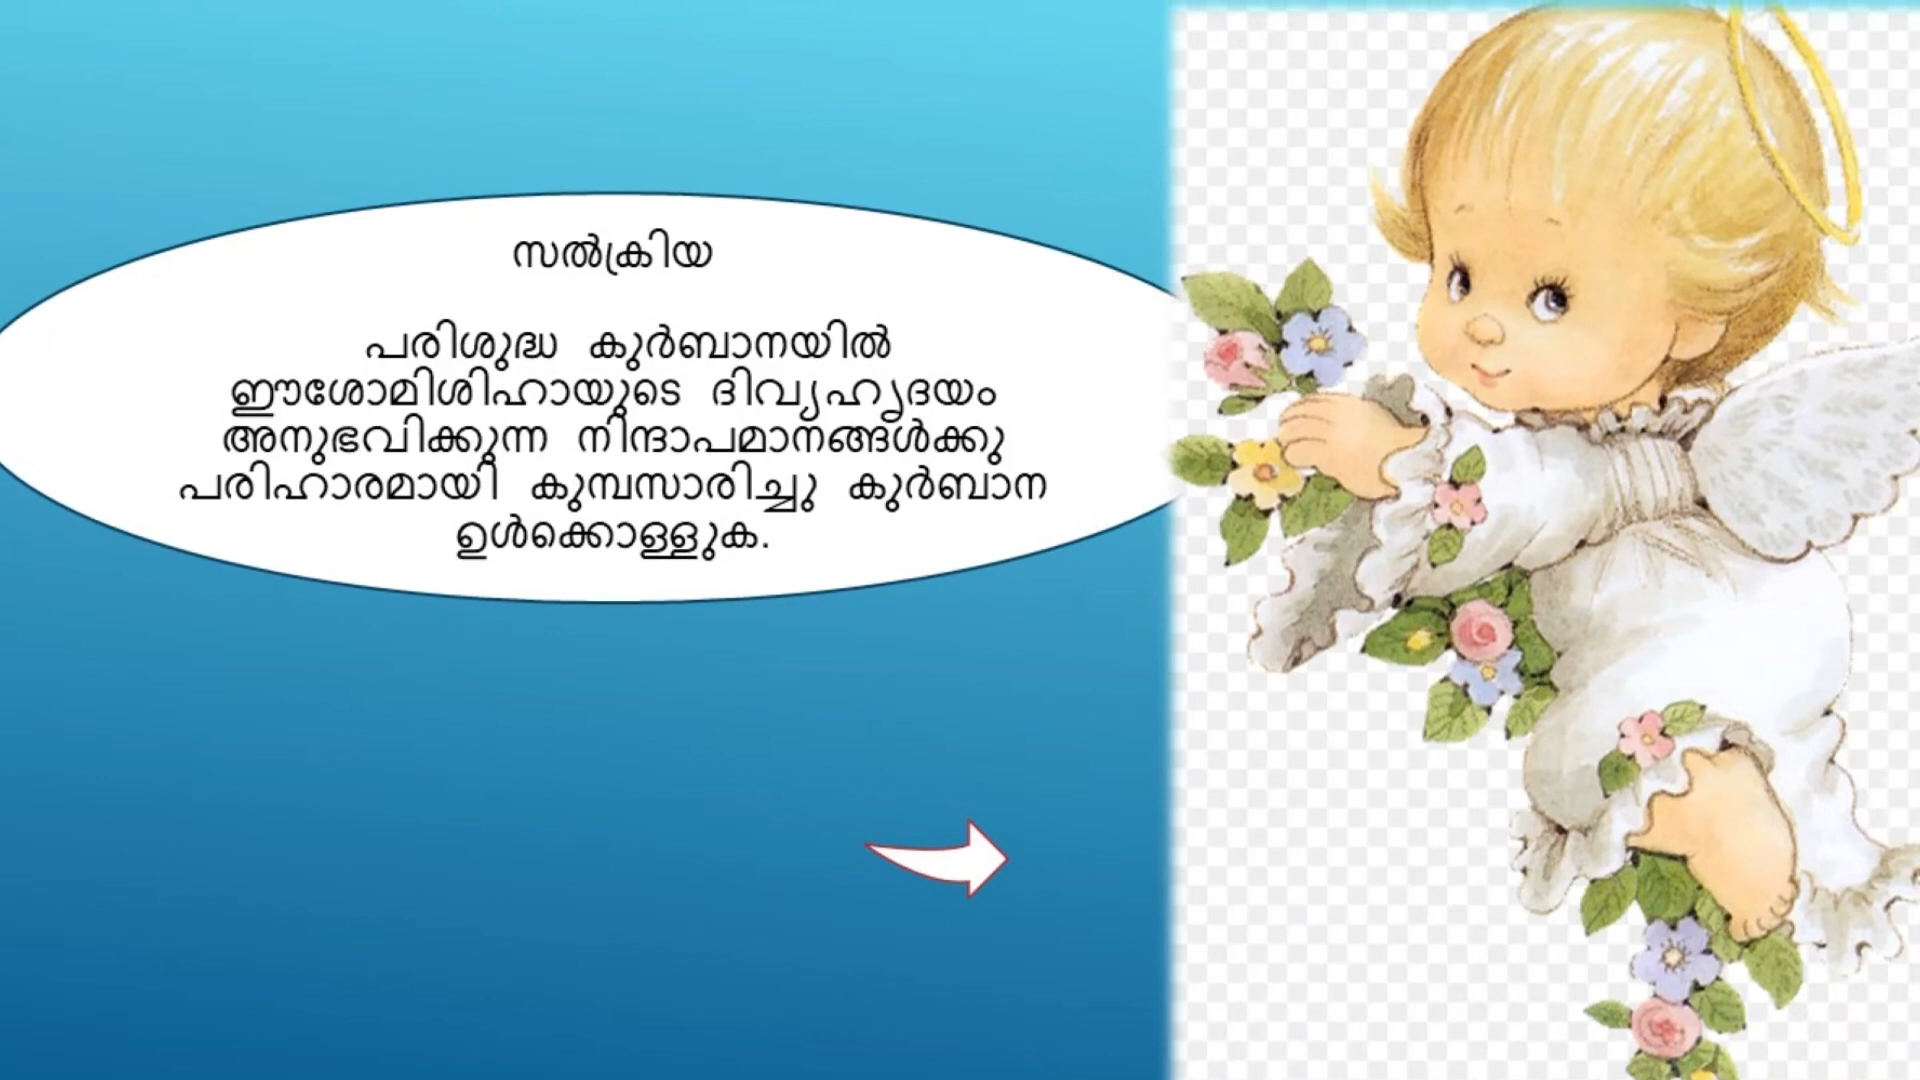 സൽക്രിയ
പരിശുദ്ധ കുർബാനയിൽ
ഈശോമിശിഹായുടെ ദിവ്യഹൃദയം
അനുഭവിക്കുന്ന നിന്ദാപമാനങ്ങൾക്കു
പരിഹാരമായി കുമ്പസാരിച്ചു കുർബാന
ഉൾക്കൊള്ളുക.